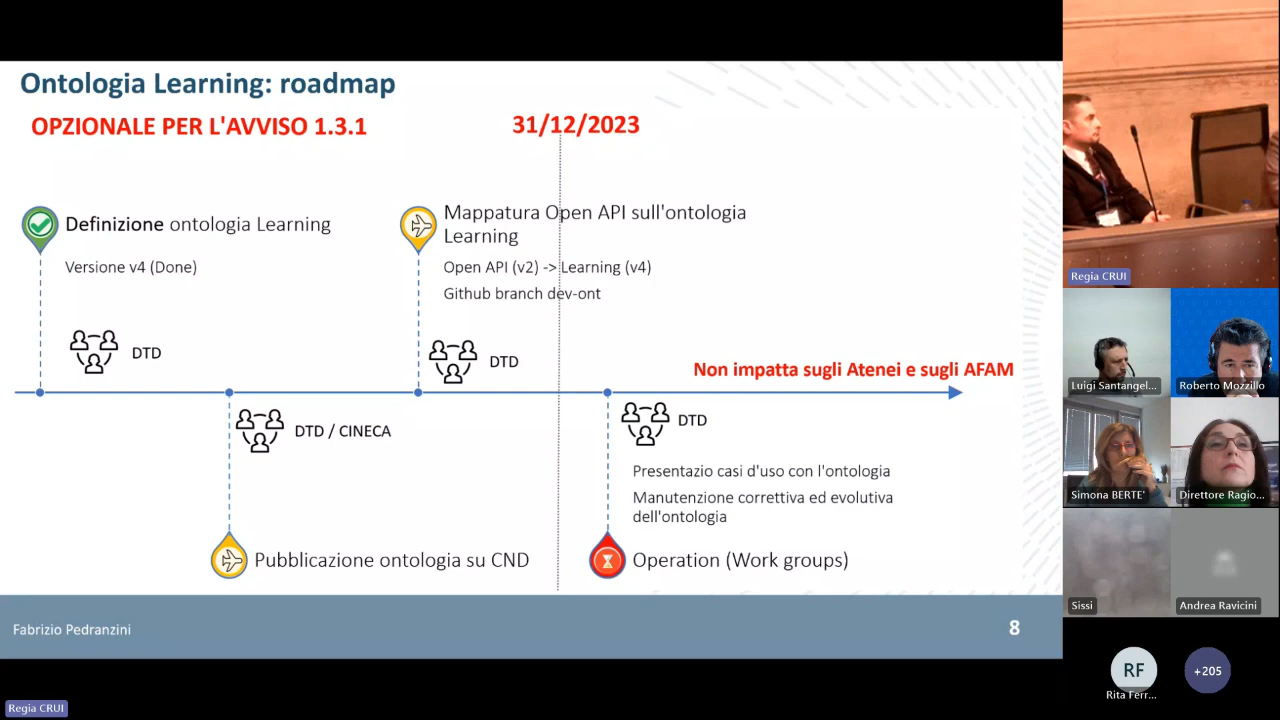 Ontologia Learning: roadmap
OPZIONALE PER L'AVVISO 1.3.1
31/12/2023
Definizione ontologia Learning
Versione v4 (Done)
DTD
Mappatura Open API sull'ontologia
Learning
Open API (v2) -> Learning (v4)
Github branch dev-ont
DTD
Non impatta sugli Atenei e sugli AFAM
DTD / CINECA
Pubblicazione ontologia su CND
DTD
Presentazio casi d'uso con l'ontologia
Manutenzione correttiva ed evolutiva
dell'ontologia
Operation (Work groups)
Fabrizio Pedranzini
8
Regia CRUI
Regia CRUI
Luigi Santangel...
Roberto Mozzillo
Simona BERTE'
Direttore Ragio...
Sissi
Andrea Ravicini
RF
Rita Ferr...
+205